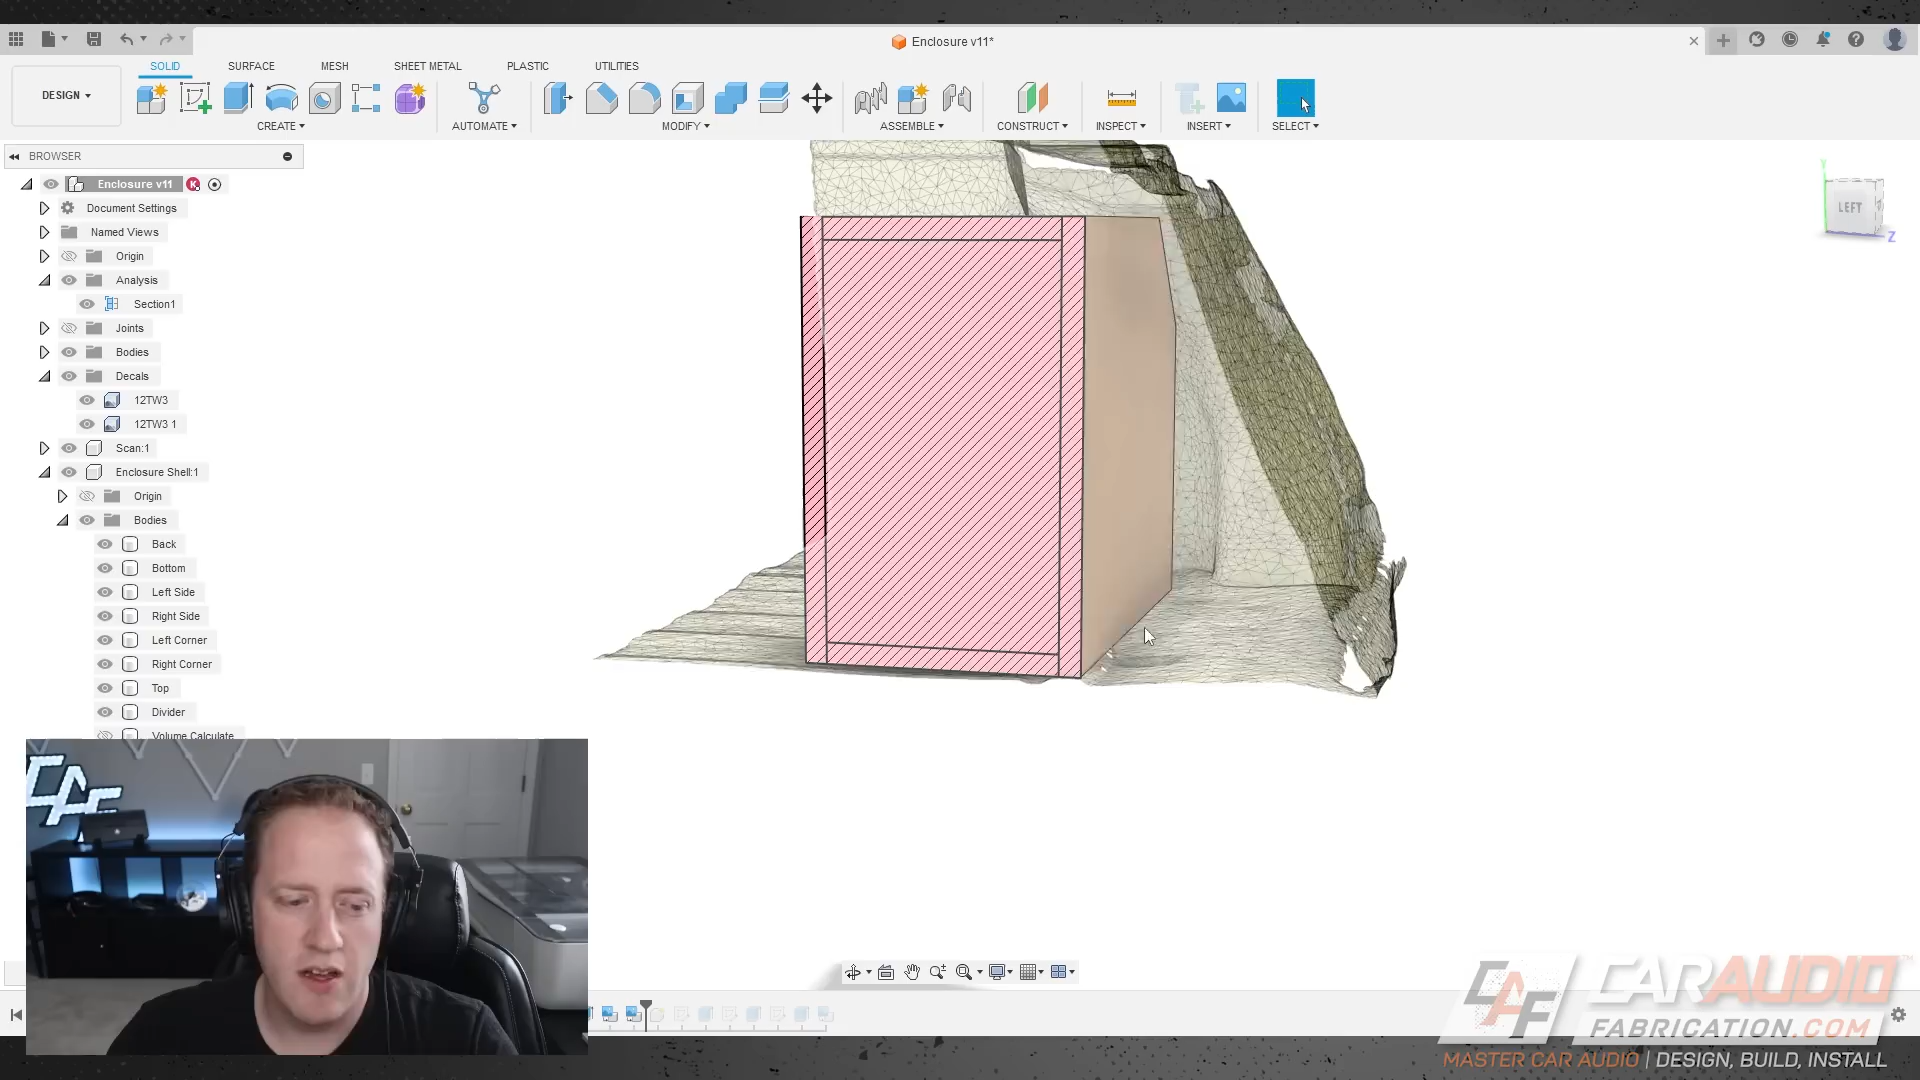 Enclosure v11*
DESIGN
SOLID
SURFACE
MESH
SHEET METAL
PLASTIC
UTILITIES
CREATE
AUTOMATE
MODIFY
ASSEMBLE
CONSTRUCT
INSPECT
INSERT
SELECT
BROWSER
Enclosure v11
K
Document Settings
Named Views
Origin
Analysis
Section1
Joints
Bodies
Decals
12TW3
12TW3 1
Scan:1
Enclosure Shell:1
Origin
Bodies
Back
Bottom
Left Side
Right Side
Left Corner
Right Corner
Top
Divider
Volume Calculate
Y
LEFT
Z
CAF
CAF
CARAUDIO™
FABRICATION.COM
MASTER CAR AUDIO | DESIGN, BUILD, INSTALL